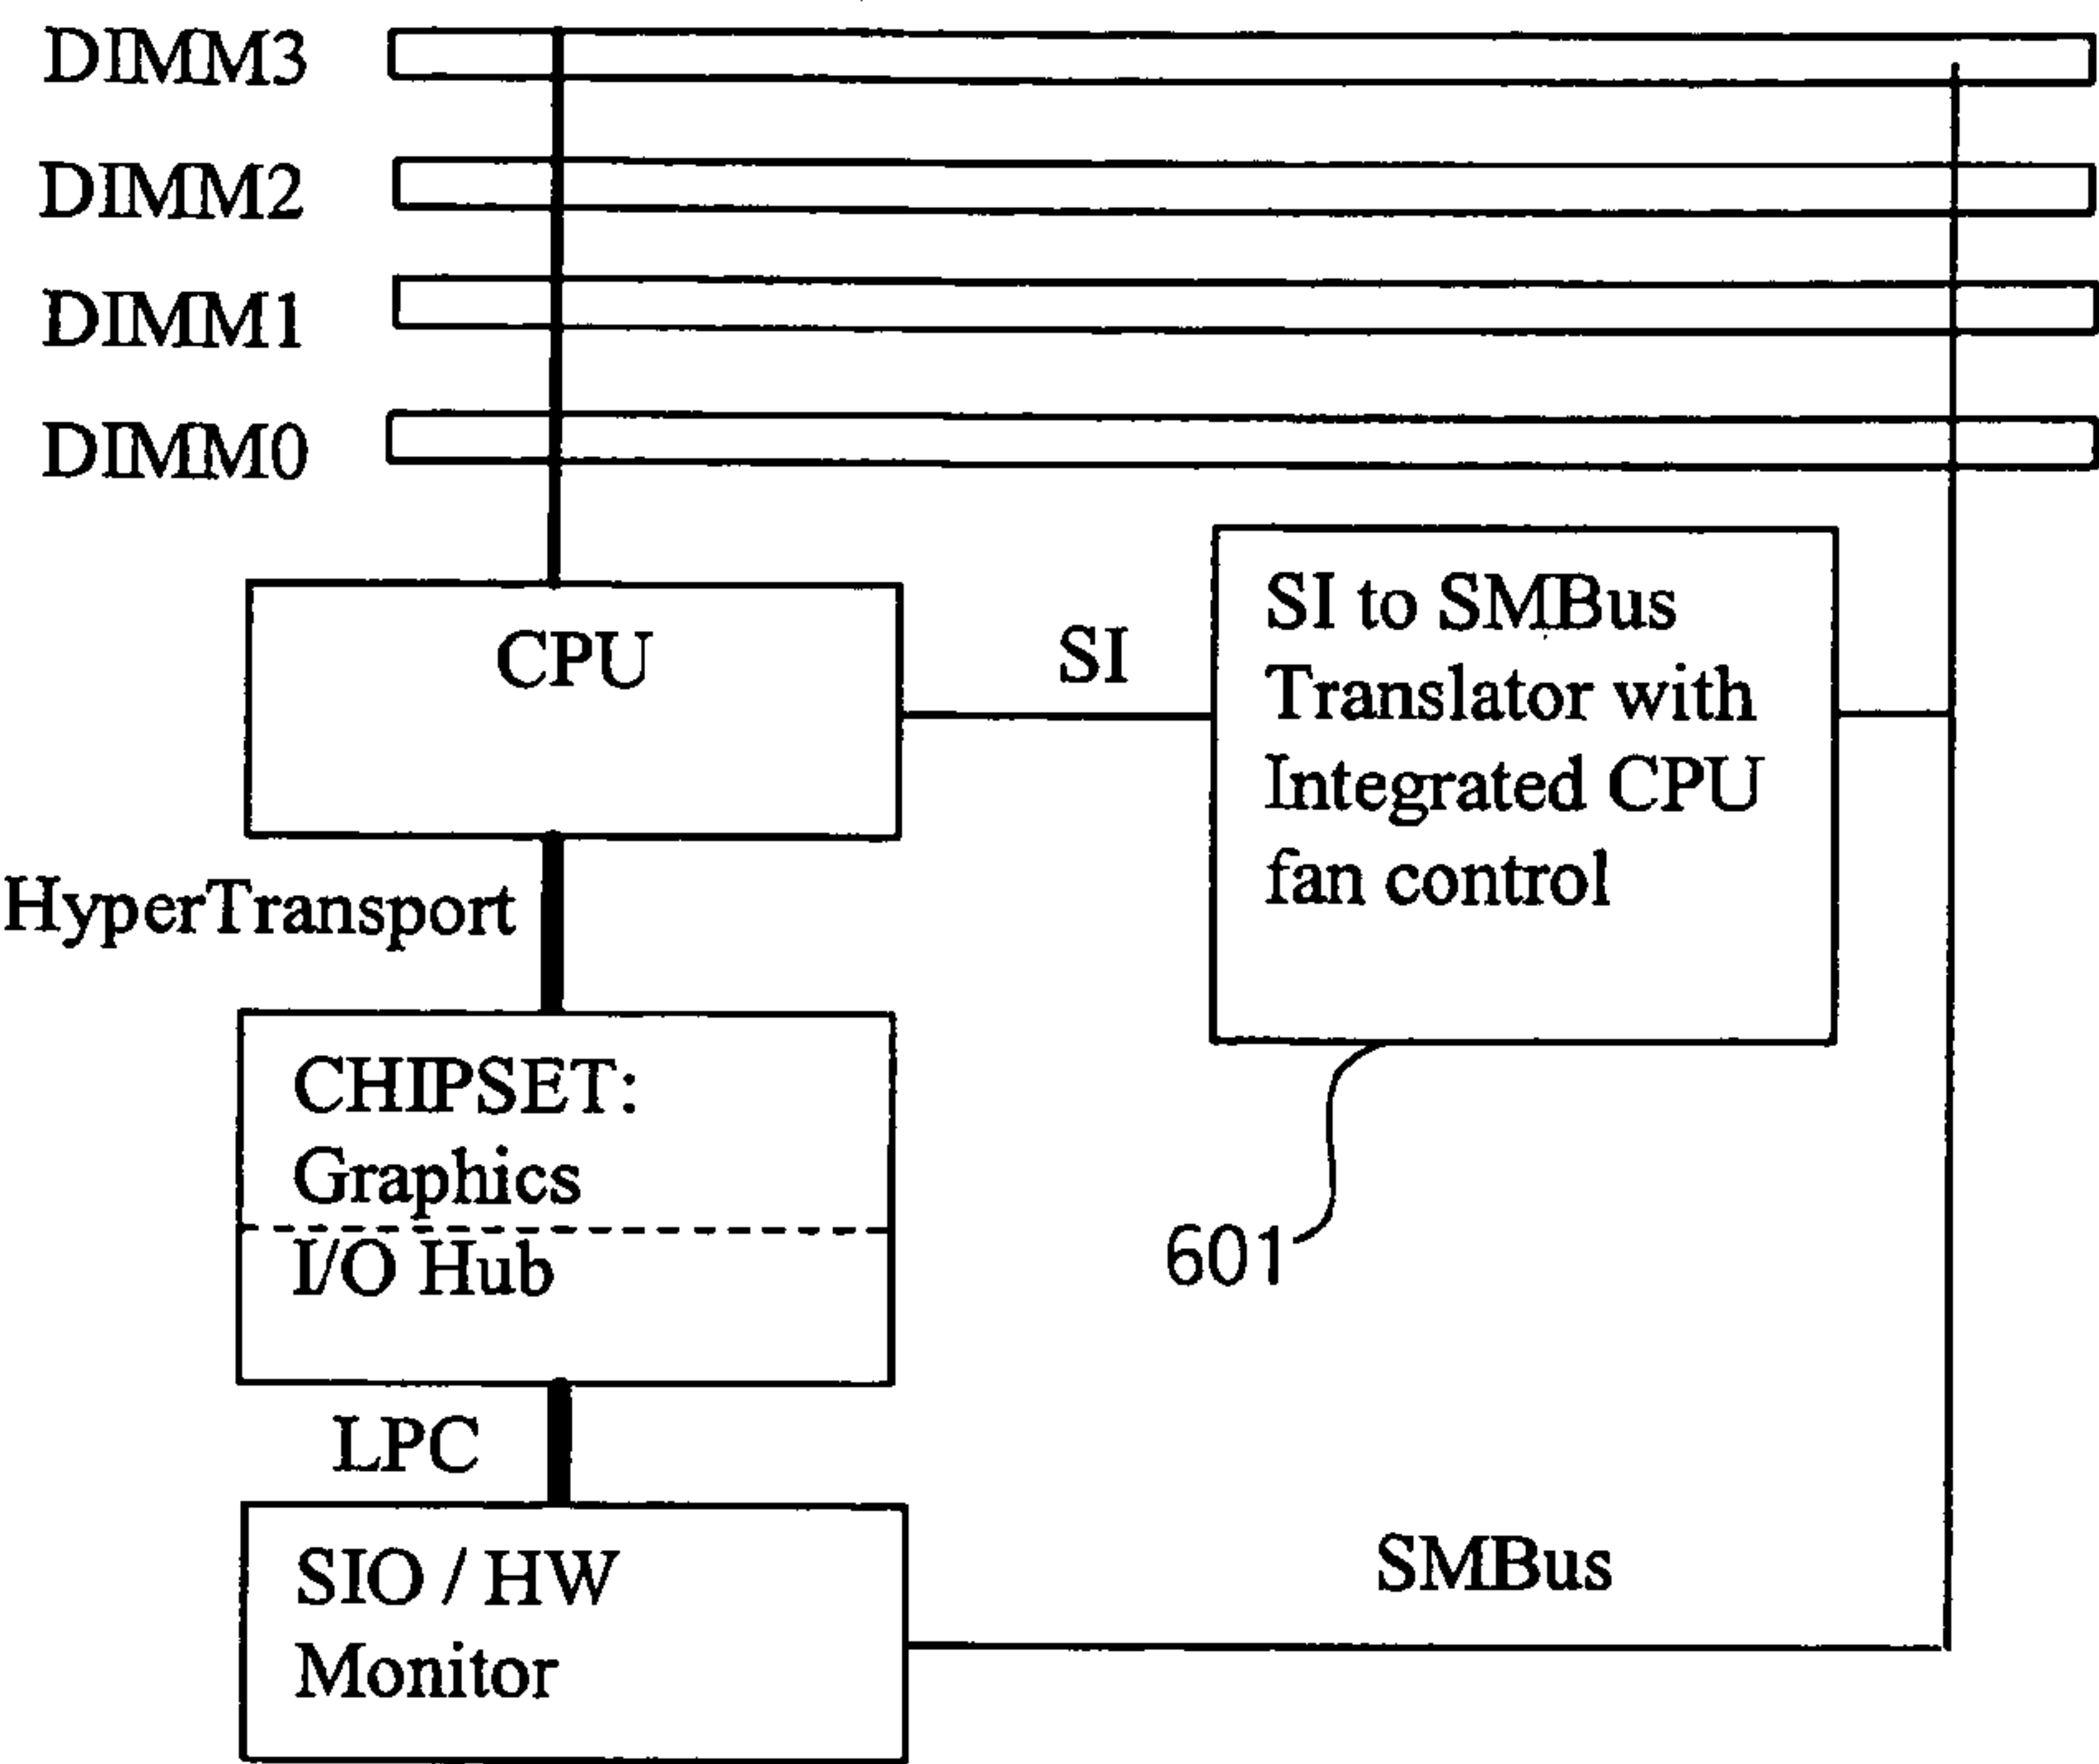 DIMM3
DIMM2
DIMM1
DIMM0
CPU
SI
SI to SMBus
Translator with
Integrated CPU
fan control
HyperTransport
CHIPSET:
Graphics
I/O Hub
601
LPC
SIO / HW
Monitor
SMBus